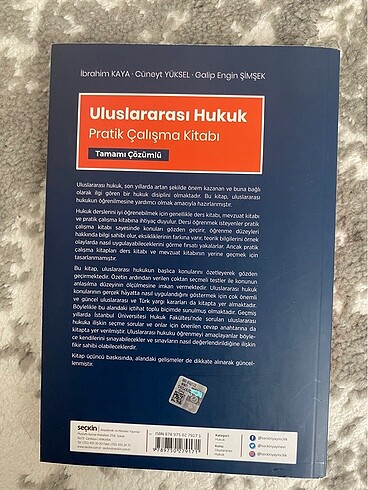 İbrahim KAYA · Cüneyt YÜKSEL · Galip Engin ŞİMŞEK
Uluslararası Hukuk
Pratik Çalışma Kitabı
Tamamı Çözümlü
Uluslararası hukuk, son yıllarda artan şekilde önem kazanan ve buna bağlı
olarak ilgi gören bir hukuk disiplini olmaktadır. Bu kitap, uluslararası
hukukun öğrenilmesine yardımcı olmak amacıyla hazırlanmıştır.
Hukuk derslerini iyi öğrenebilmek için genellikle ders kitabı, mevzuat kitabı
ve pratik çalışma kitabına ihtiyaç duyulur. Dersi öğrenmek isteyenler pratik
çalışma kitabı sayesinde konuları gözden geçirir, öğrenme düzeyleri
hakkında bilgi sahibi olur, eksikliklerinin farkına varır, teorik bilgilerini örnek
olaylarda nasıl uygulayabileceklerini görme fırsatı yakalarlar. Ancak pratik
çalışma kitapları ders kitabı ve mevzuat kitabının yerine geçmek için
tasarlanmamıştır.
Bu kitap, uluslararası hukukun başlıca konularını özetleyerek gözden
geçirmektedir. Özetin ardından verilen çoktan seçmeli testler ile konunun
anlaşılma düzeyinin ölçülmesine imkan vermektedir. Uluslararası hukuk
konularının gerçek hayatta nasıl uygulandığını göstermek için çok önemli
ve güncel uluslararası ve Türk yargı kararları da kitapta yer almaktadır.
Böylelikle bu alandaki içtihat toplu biçimde sunulmuş olmaktadır. Geçmiş
yıllarda İstanbul Üniversitesi Hukuk Fakültesi'nde sorulan uluslararası
hukuka ilişkin seçme sorular ve onlar için önerilen cevap anahtarına da
kitapta yer verilmiştir. Uluslararası hukuku öğrenmeyi amaçlayanlar böyle-
ce kendilerini sınayabilecekler ve sınavların nasıl değerlendirildiğine ilişkin
fikir sahibi olabileceklerdir.
Kitap üçüncü baskısında, alandaki gelişmeler de dikkate alınarak güncel-
lenmiştir.
seçkin
ISBN 978 975 02 7917 1
9789750279171
Kategori
Hukuk
Konu
Uluslararası
Hukuk